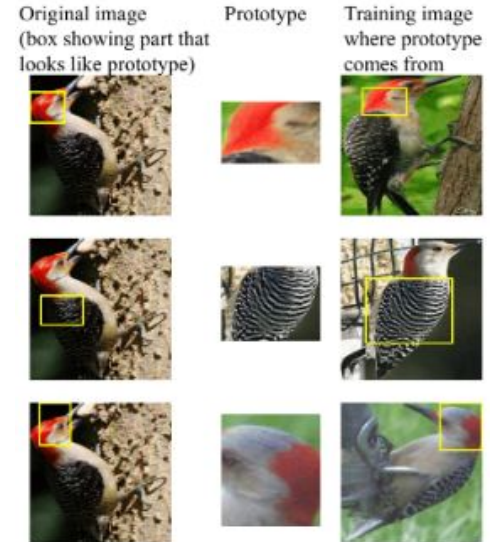 Original image
(box showing part that
looks like prototype)
Prototype
Training image
where prototype
comes from